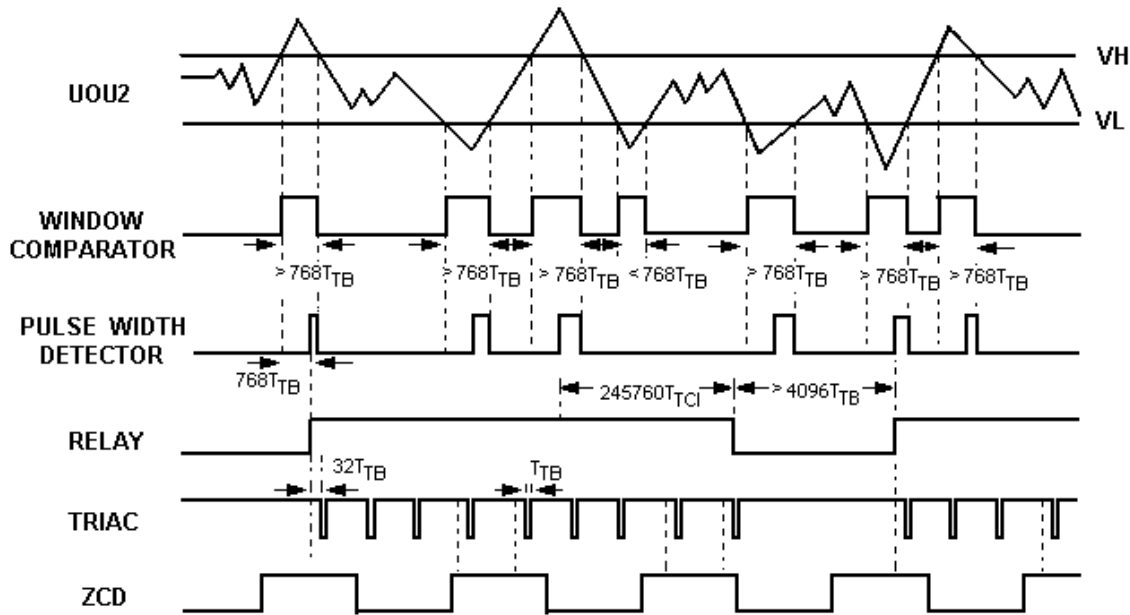 VH
UOU2
VL
WINDOW
COMPARATOR
> 768TTB > 768TTB > 768TTB < 768TTB > 768TTB > 768TTB > 768TTB
PULSE WIDTH
DETECTOR
768TTB
245760TTCI > 4096TTB
RELAY
32TTB TTB
TRIAC
ZCD